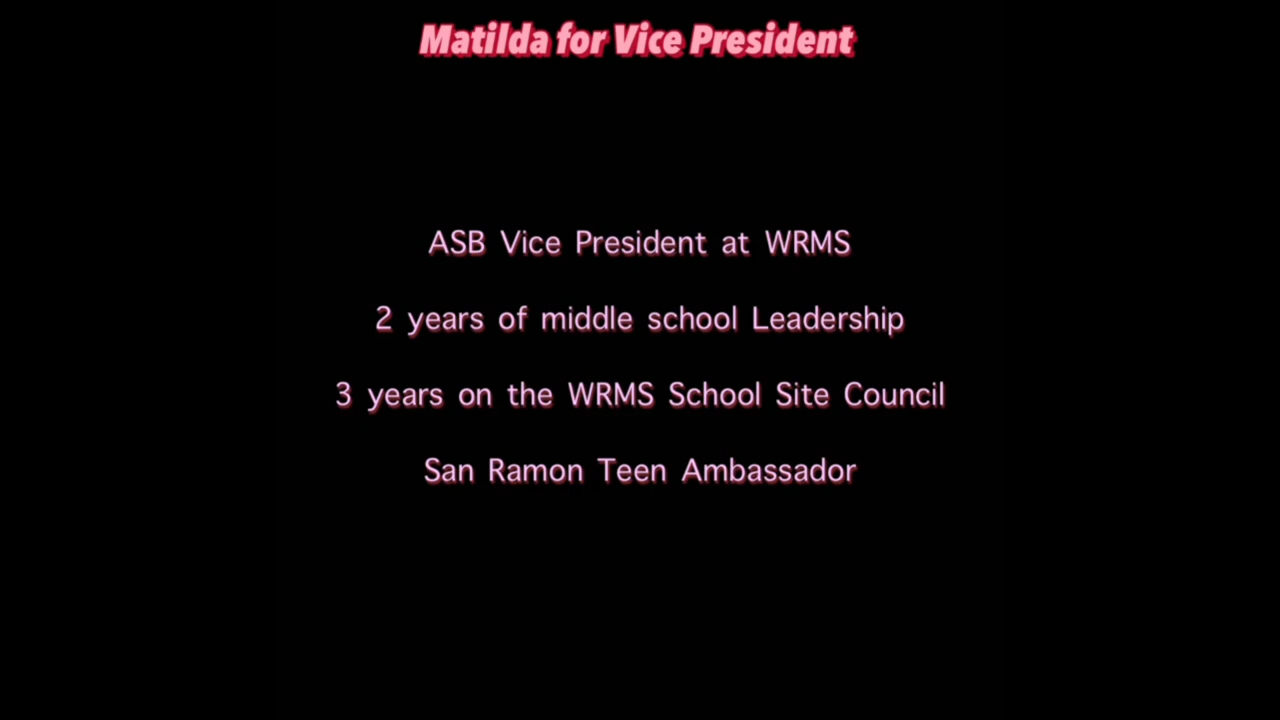 Matilda for Vice President
ASB Vice President at WRMS
2 years of middle school Leadership
3 years on the WRMS School Site Council
San Ramon Teen Ambassador